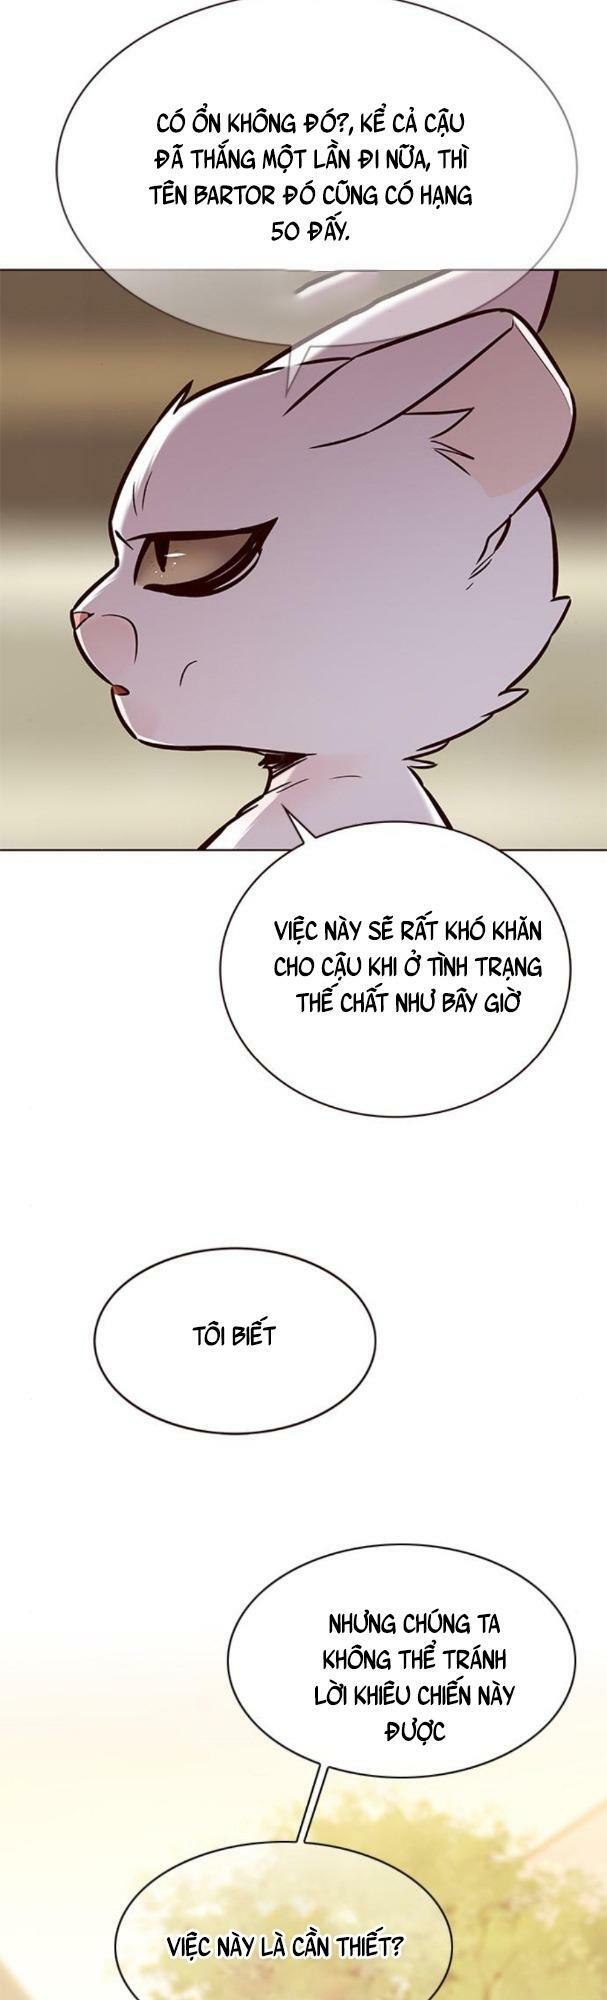 CÓ ỔN KHÔNG ĐÓ?, KỂ CẢ CẬU
ĐÃ THẮNG MỘT LẦN ĐI NỮA, THÌ
TÊN BARTOR ĐÓ CŨNG CÓ HẠNG
50 ĐẤY.
VIỆC NÀY SẼ RẤT KHÓ KHĂN
CHO CẬU KHI Ở TÌNH TRẠNG
THỂ CHẤT NHƯ BÂY GIỜ
TÔI BIẾT
NHƯNG CHÚNG TA
KHÔNG THỂ TRÁNH
LỜI KHIÊU CHIẾN NÀY
ĐƯỢC
VIỆC NÀY LÀ CẦN THIẾT?